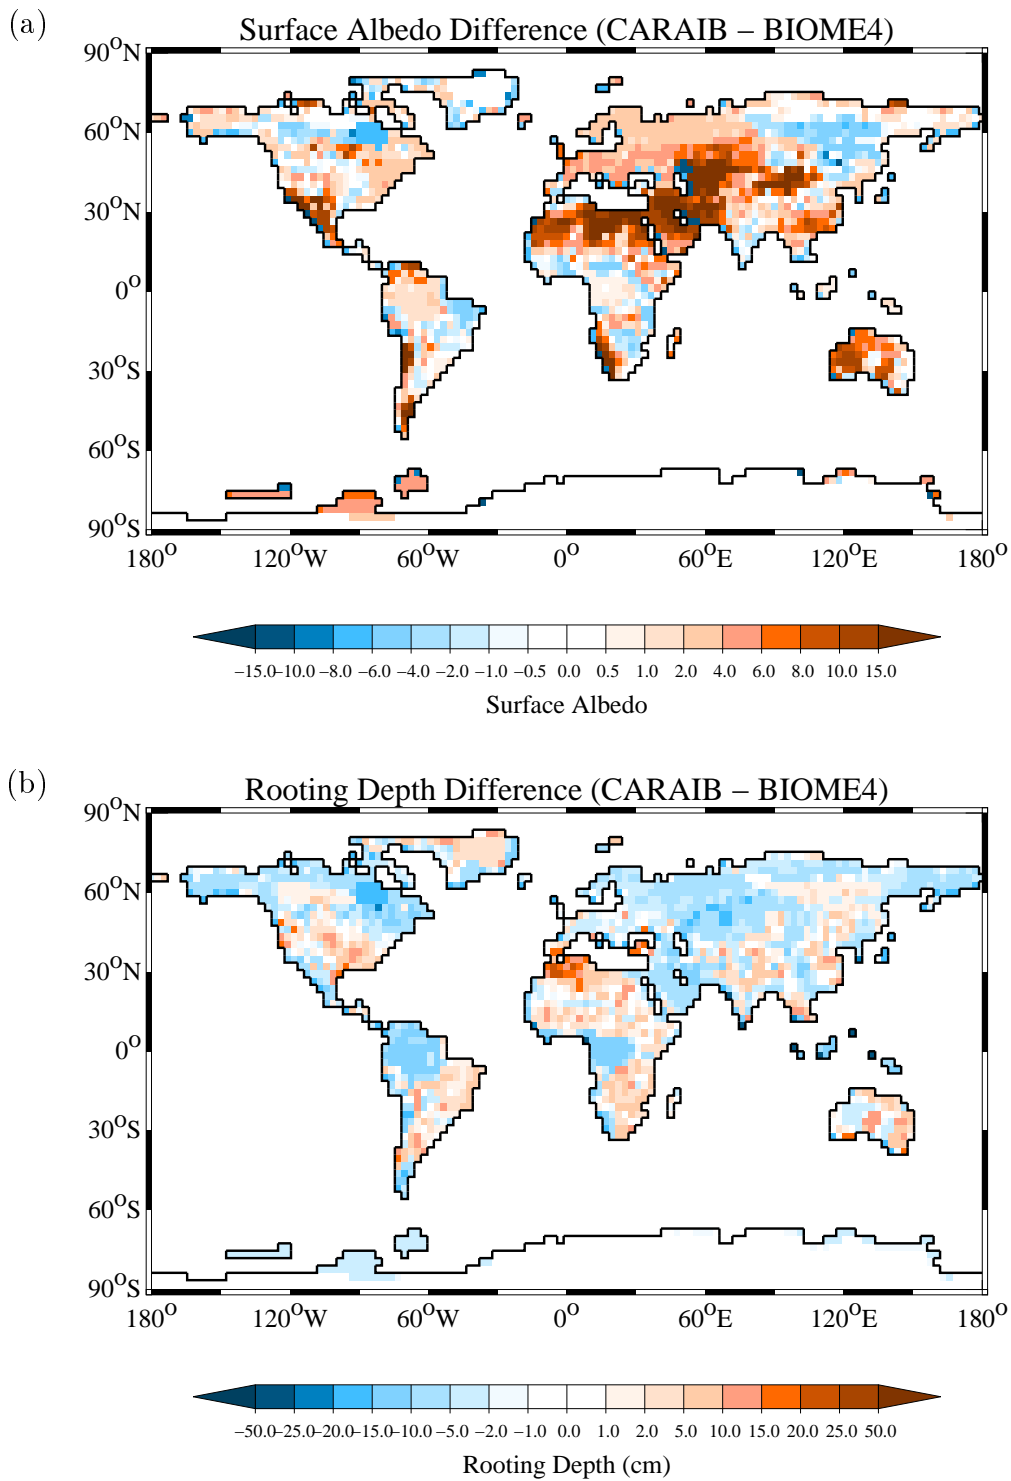 (a)
Surface Albedo Difference (CARAIB − BIOME4)
90°N
60°N
30°N
0°
30°S
60°S
90°S
180° 120°W 60°W 0° 60°E 120°E 180°
−15.0 −10.0 −8.0 −6.0 −4.0 −2.0 −1.0 −0.5 0.0 0.5 1.0 2.0 4.0 6.0 8.0 10.0 15.0
Surface Albedo
(b)
Rooting Depth Difference (CARAIB − BIOME4)
90°N
60°N
30°N
0°
30°S
60°S
90°S
180° 120°W 60°W 0° 60°E 120°E 180°
−50.0 −25.0 −20.0 −15.0 −10.0 −5.0 −2.0 −1.0 0.0 1.0 2.0 5.0 10.0 15.0 20.0 25.0 50.0
Rooting Depth (cm)